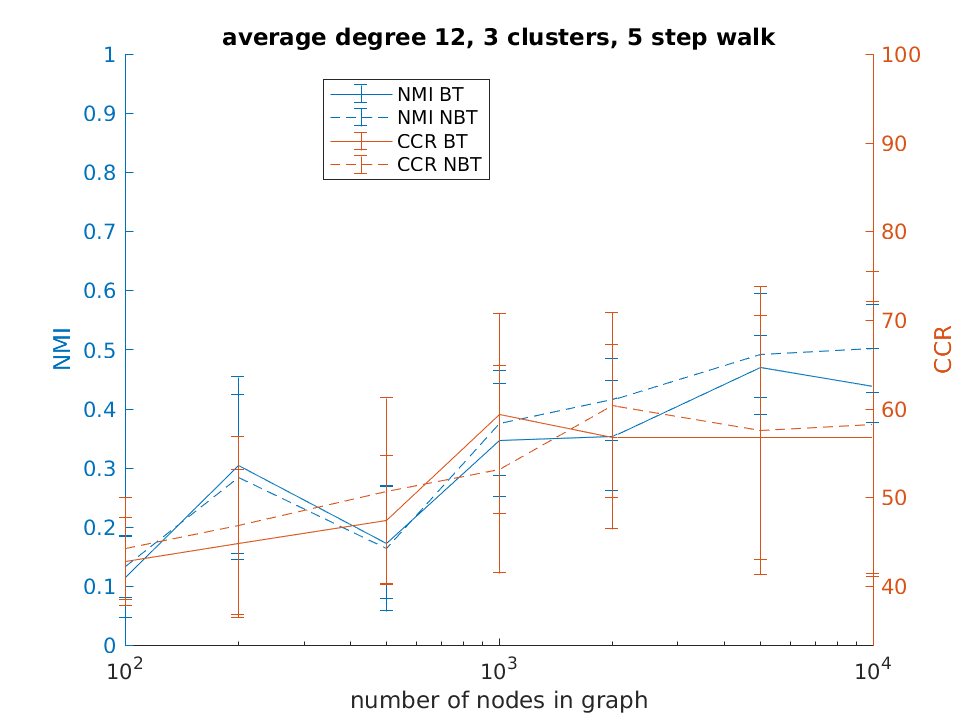 average degree 12, 3 clusters, 5 step walk
NMI BT
NMI NBT
CCR BT
CCR NBT
1
0.9
0.8
0.7
0.6
0.5
0.4
0.3
0.2
0.1
0
NMI
100
90
80
70
60
50
40
CCR
10^2 10^3 10^4
number of nodes in graph